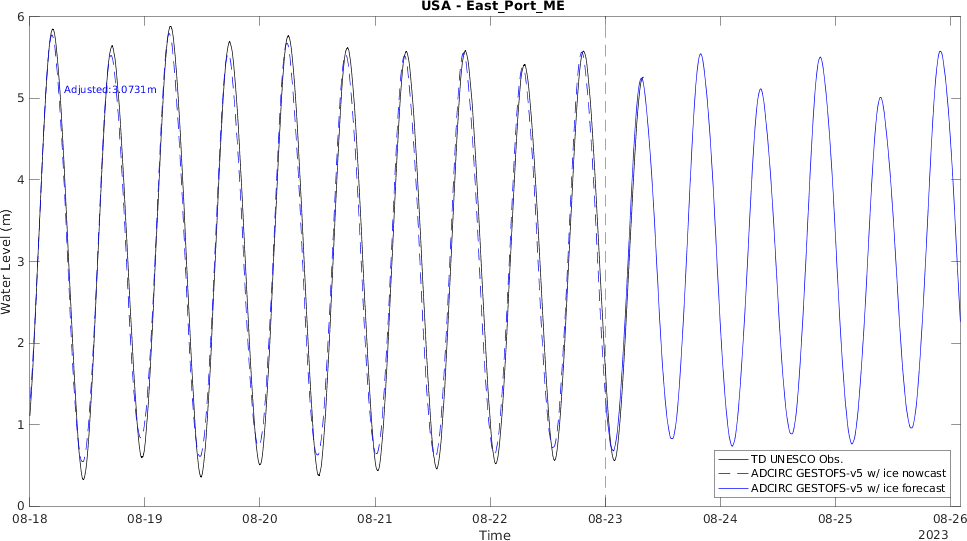 USA - East_Port_ME
6
5
4
3
2
1
0
Water Level (m)
Adjusted:3.0731m
TD UNESCO Obs.
ADCIRC GESTOFS-v5 w/ ice nowcast
ADCIRC GESTOFS-v5 w/ ice forecast
08-18 08-19 08-20 08-21 08-22 08-23 08-24 08-25 08-26
Time
2023